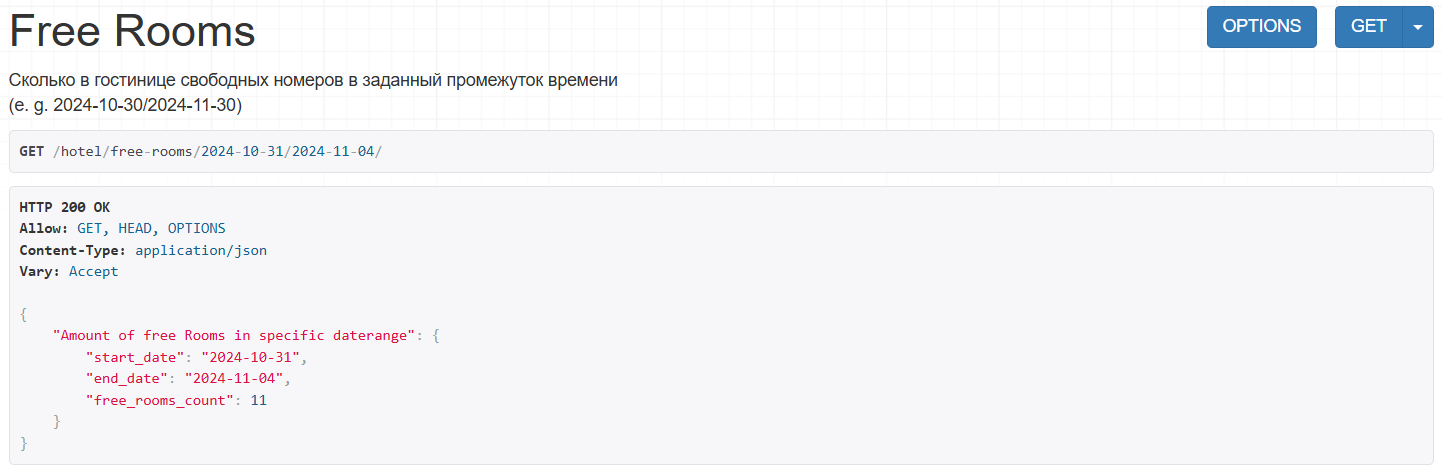 Free Rooms
OPTIONS
GET
Сколько в гостинице свободных номеров в заданный промежуток времени
(e. g. 2024-10-30/2024-11-30)
GET /hotel/free-rooms/2024-10-31/2024-11-04/
HTTP 200 OK
Allow: GET, HEAD, OPTIONS
Content-Type: application/json
Vary: Accept
{
    "Amount of free Rooms in specific daterange": {
        "start_date": "2024-10-31",
        "end_date": "2024-11-04",
        "free_rooms_count": 11
    }
}